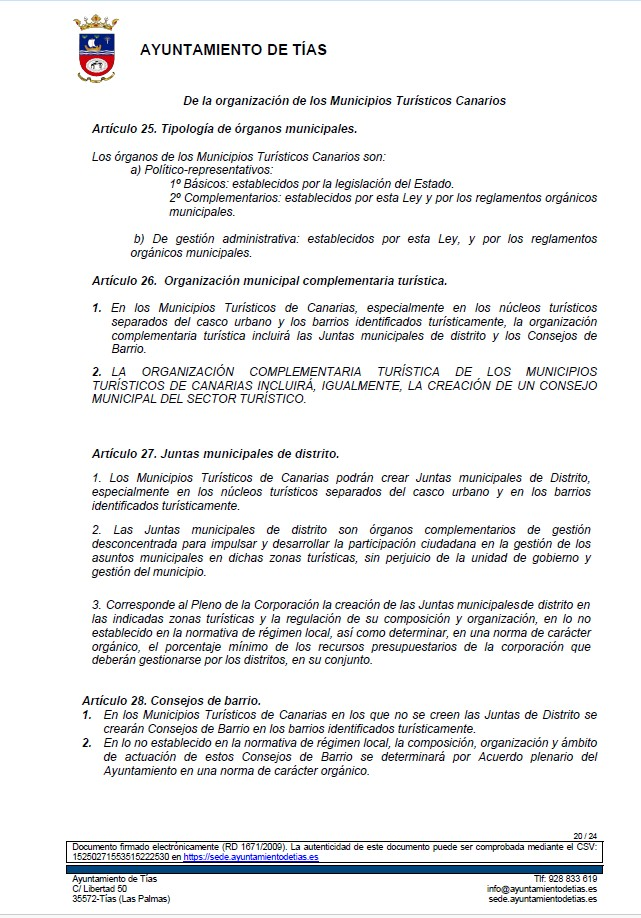 AYUNTAMIENTO DE TÍAS
De la organización de los Municipios Turísticos Canarios
Artículo 25. Tipología de órganos municipales.
Los órganos de los Municipios Turísticos Canarios son:
a) Político-representativos:
1º Básicos: establecidos por la legislación del Estado.
2º Complementarios: establecidos por esta Ley y por los reglamentos orgánicos
municipales.
b) De gestión administrativa: establecidos por esta Ley, y por los reglamentos
orgánicos municipales.
Artículo 26. Organización municipal complementaria turística.
1. En los Municipios Turísticos de Canarias, especialmente en los núcleos turísticos
separados del casco urbano y los barrios identificados turísticamente, la organización
complementaria turística incluirá las Juntas municipales de distrito y los Consejos de
Barrio.
2. LA ORGANIZACIÓN COMPLEMENTARIA TURÍSTICA DE LOS MUNICIPIOS
TURÍSTICOS DE CANARIAS INCLUIRÁ, IGUALMENTE, LA CREACIÓN DE UN CONSEJO
MUNICIPAL DEL SECTOR TURÍSTICO.
Artículo 27. Juntas municipales de distrito.
1. Los Municipios Turísticos de Canarias podrán crear Juntas municipales de Distrito,
especialmente en los núcleos turísticos separados del casco urbano y en los barrios
identificados turísticamente.
2. Las Juntas municipales de distrito son órganos complementarios de gestión
desconcentrada para impulsar y desarrollar la participación ciudadana en la gestión de los
asuntos municipales en dichas zonas turísticas, sin perjuicio de la unidad de gobierno y
gestión del municipio.
3. Corresponde al Pleno de la Corporación la creación de las Juntas municipales de distrito en
las indicadas zonas turísticas y la regulación de su composición y organización, en lo no
establecido en la normativa de régimen local, así como determinar, en una norma de carácter
orgánico, el porcentaje mínimo de los recursos presupuestarios de la corporación que
deberán gestionarse por los distritos, en su conjunto.
Artículo 28. Consejos de barrio.
1. En los Municipios Turísticos de Canarias en los que no se creen las Juntas de Distrito se
crearán Consejos de Barrio en los barrios identificados turísticamente.
2. En lo no establecido en la normativa de régimen local, la composición, organización y ámbito
de actuación de estos Consejos de Barrio se determinará por Acuerdo plenario del
Ayuntamiento en una norma de carácter orgánico.
20 / 24
Documento firmado electrónicamente (RD 1671/2009). La autenticidad de este documento puede ser comprobada mediante el CSV:
15250271553515222530 en https://sede.ayuntamientodetias.es
Ayuntamiento de Tías Tlf: 928 833 619
C/ Libertad 50 info@ayuntamientodetias.es
35572-Tías (Las Palmas) sede.ayuntamientodetias.es